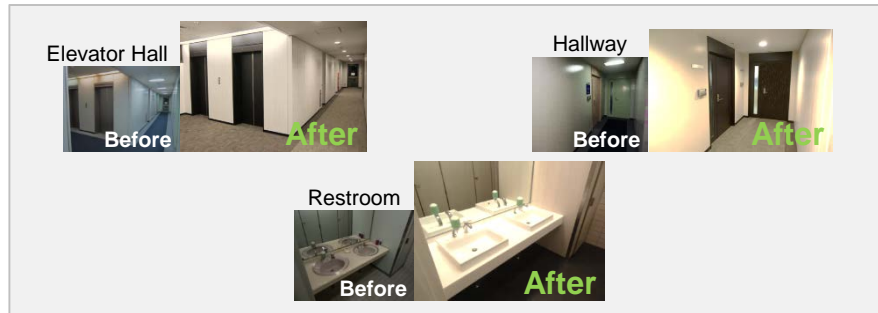 Elevator Hall
Before
After
Hallway
Before
After
Restroom
Before
After